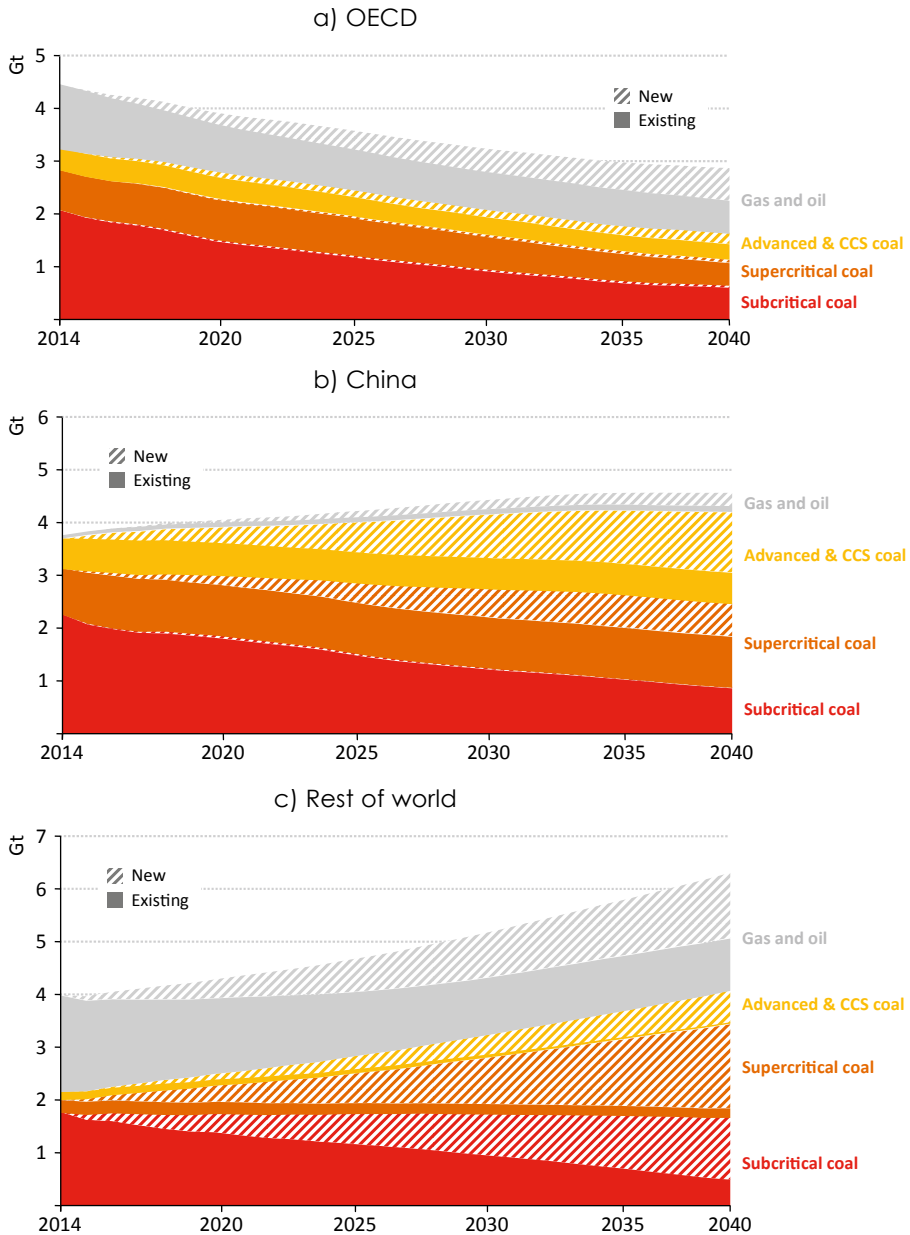 a) OECD
Gt
5
4
3
2
1
New
Existing
Gas and oil
Advanced & CCS coal
Supercritical coal
Subcritical coal
2014 2020 2025 2030 2035 2040
b) China
Gt
6
5
4
3
2
1
New
Existing
Gas and oil
Advanced & CCS coal
Supercritical coal
Subcritical coal
2014 2020 2025 2030 2035 2040
c) Rest of world
Gt
7
6
5
4
3
2
1
New
Existing
Gas and oil
Advanced & CCS coal
Supercritical coal
Subcritical coal
2014 2020 2025 2030 2035 2040